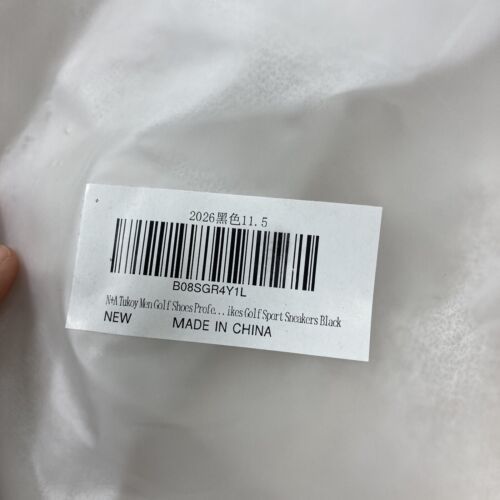 2026黑色11.5
B08SGR4Y1L
N+A Tukoy Men Golf Shoes Profe... ikes Golf Sport Sneakers Black
NEW MADE IN CHINA